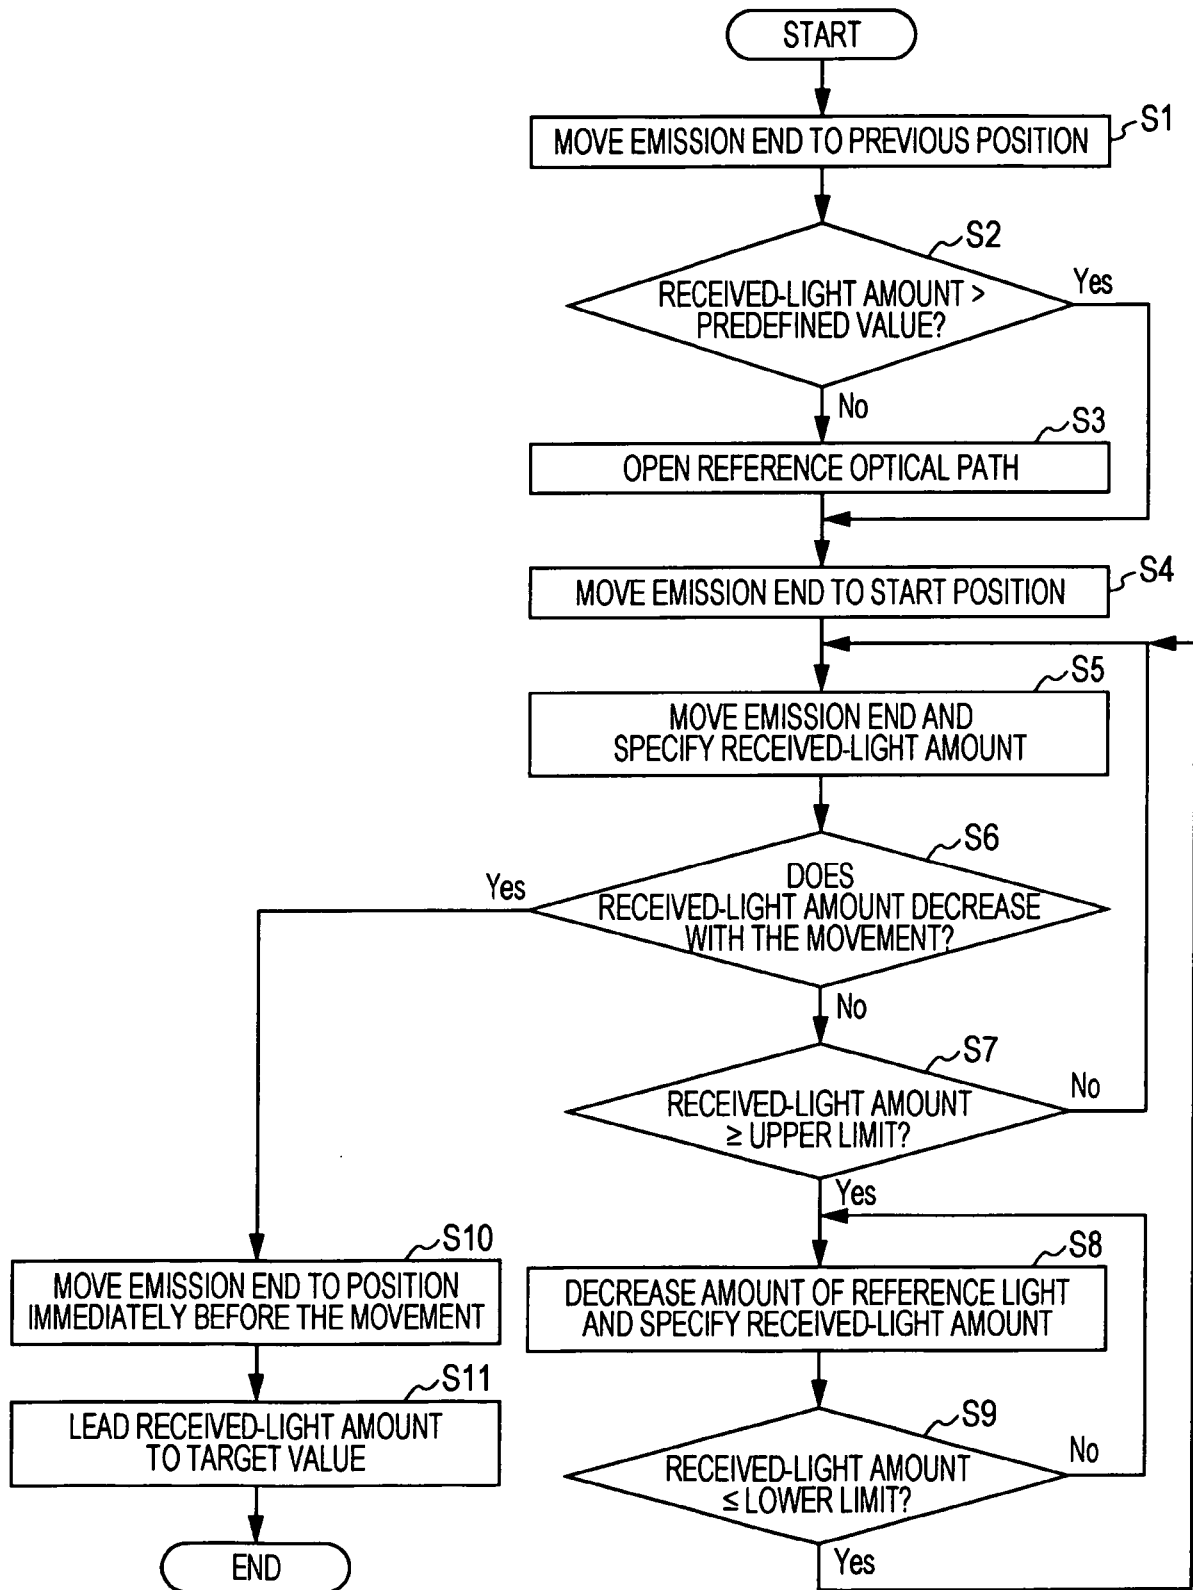 START
S1
MOVE EMISSION END TO PREVIOUS POSITION
S2
RECEIVED-LIGHT AMOUNT >
PREDEFINED VALUE?
Yes
No
S3
OPEN REFERENCE OPTICAL PATH
S4
MOVE EMISSION END TO START POSITION
S5
MOVE EMISSION END AND
SPECIFY RECEIVED-LIGHT AMOUNT
S6
DOES
RECEIVED-LIGHT AMOUNT DECREASE
WITH THE MOVEMENT?
Yes
No
S7
RECEIVED-LIGHT AMOUNT
≥ UPPER LIMIT?
No
Yes
S8
DECREASE AMOUNT OF REFERENCE LIGHT
AND SPECIFY RECEIVED-LIGHT AMOUNT
S9
RECEIVED-LIGHT AMOUNT
≤ LOWER LIMIT?
No
Yes
S10
MOVE EMISSION END TO POSITION
IMMEDIATELY BEFORE THE MOVEMENT
S11
LEAD RECEIVED-LIGHT AMOUNT
TO TARGET VALUE
END